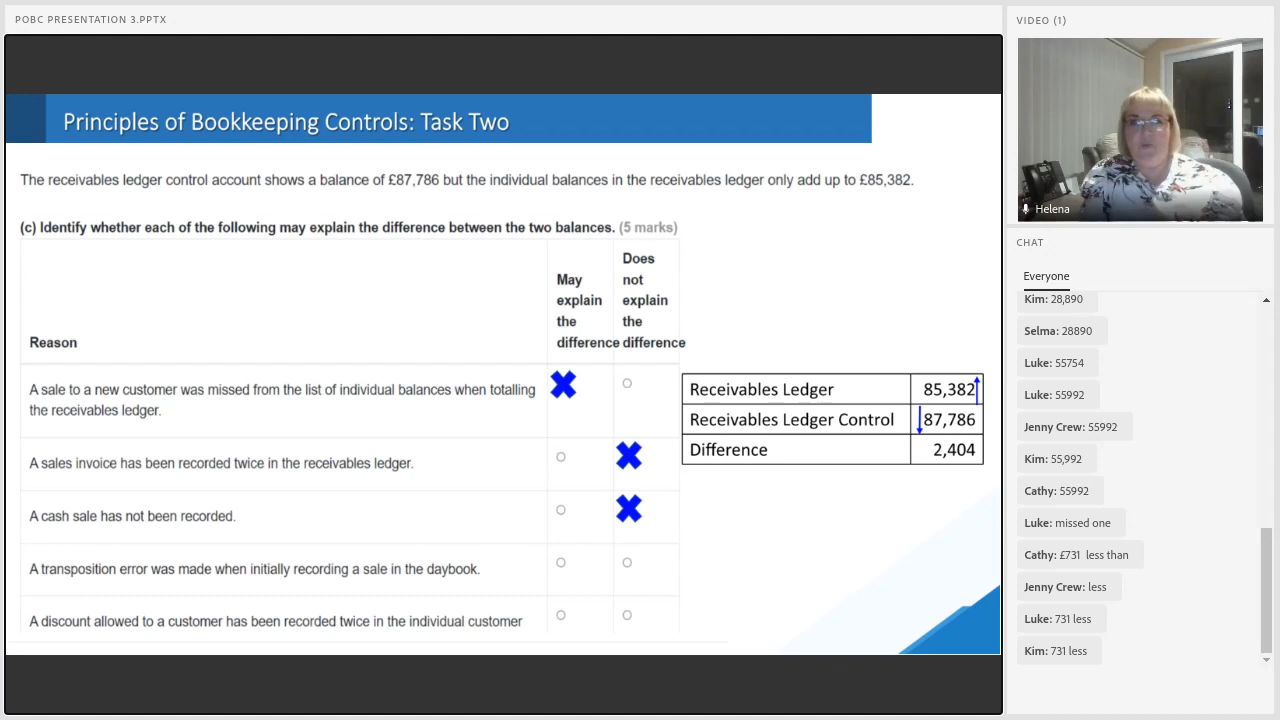 POBC PRESENTATION 3.PPTX
Principles of Bookkeeping Controls: Task Two
The receivables ledger control account shows a balance of £87,786 but the individual balances in the receivables ledger only add up to £85,382.
(c) Identify whether each of the following may explain the difference between the two balances. (5 marks)
Reason
May
explain
the
difference
Does
not
explain
the
difference
A sale to a new customer was missed from the list of individual balances when totalling
the receivables ledger.
A sales invoice has been recorded twice in the receivables ledger.
A cash sale has not been recorded.
A transposition error was made when initially recording a sale in the daybook.
A discount allowed to a customer has been recorded twice in the individual customer
Receivables Ledger 85,382
Receivables Ledger Control 87,786
Difference 2,404
VIDEO (1)
Helena
CHAT
Everyone
Kim: 28,890
Selma: 28890
Luke: 55754
Luke: 55992
Jenny Crew: 55992
Kim: 55,992
Cathy: 55992
Luke: missed one
Cathy: £731 less than
Jenny Crew: less
Luke: 731 less
Kim: 731 less